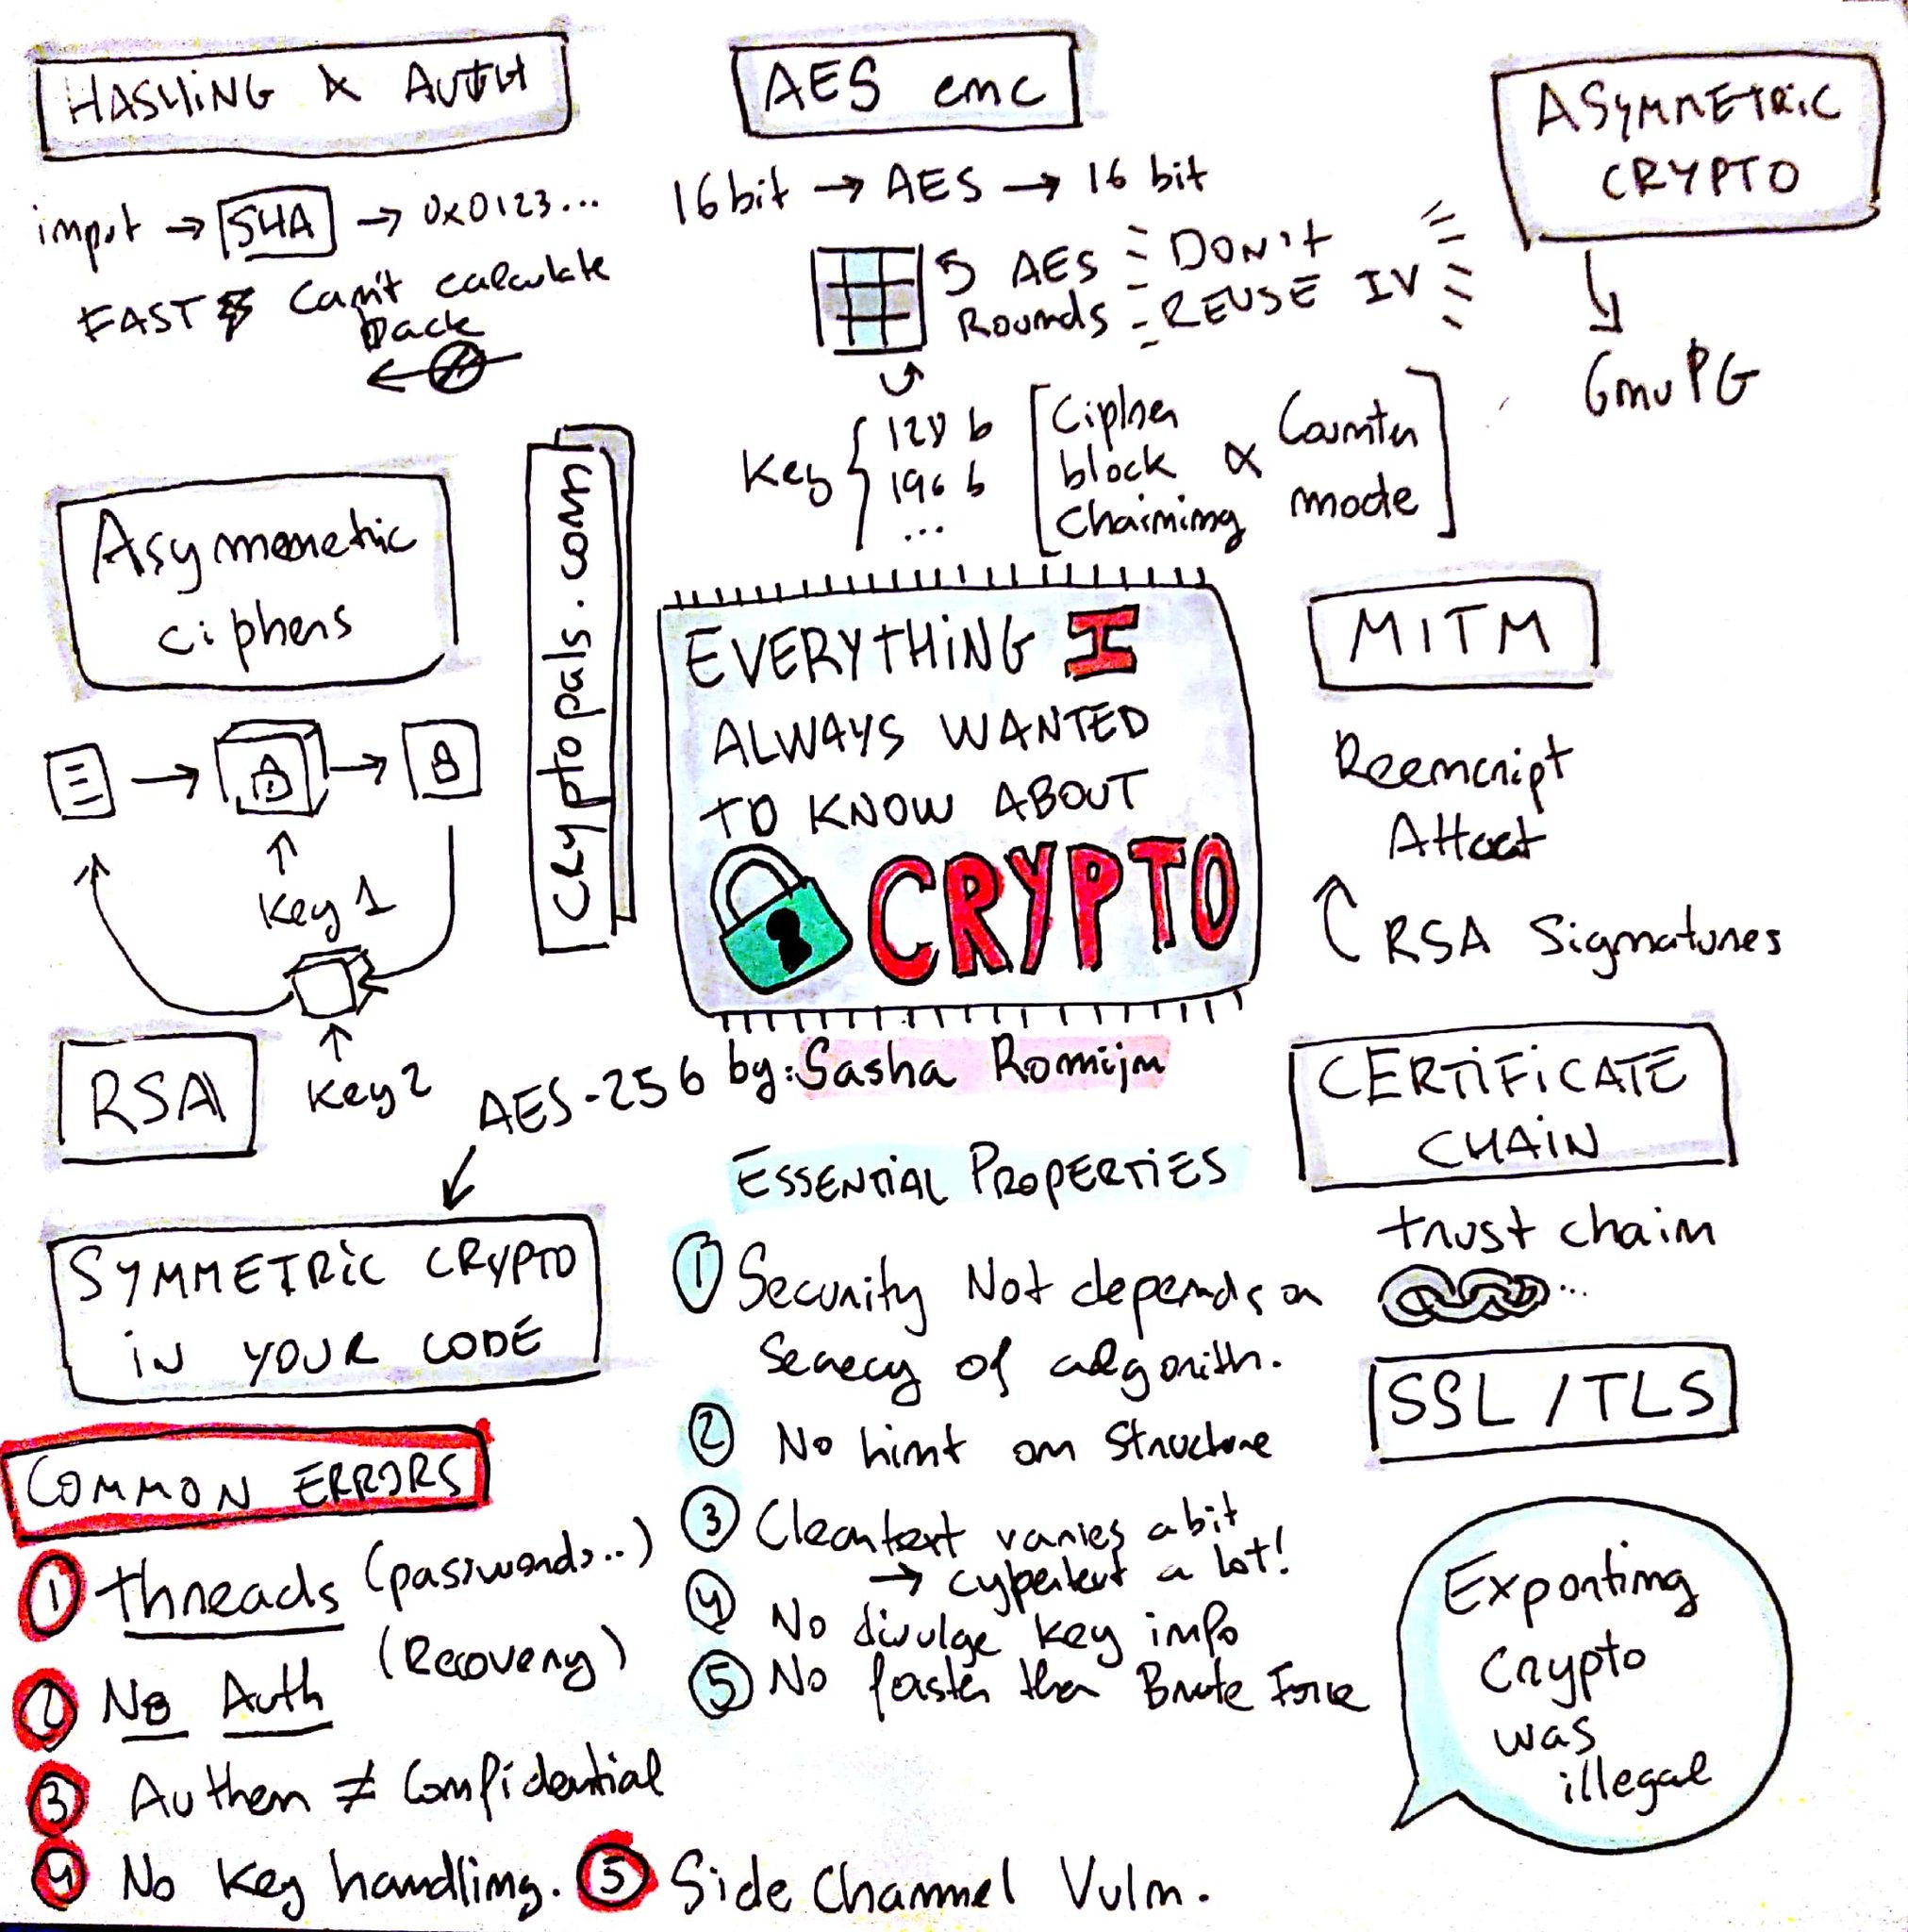 HASHING & AUTH
input → SHA → 0x0123...
FAST Can't calculate
back
AES enc
16bit → AES → 16 bit
5 AES
Rounds
DON't
REUSE IV
Key { 128 b
196 b
...
[Cipher
block
Chaining
&
Counter
mode]
ASYMMETRIC
CRYPTO
GnuPG
Asymmetric
ciphers
Key 1
Key 2
RSA
cryptopals.com
EVERYTHING I
ALWAYS WANTED
TO KNOW ABOUT
CRYPTO
by: Sasha Romijn
MITM
Reencript
Attact
RSA Signatures
CERTIFICATE
CHAIN
trust chain
...
SSL / TLS
Exporting
Crypto
was
illegal
AES-256
SYMMETRIC CRYPTO
in YOUR CODE
ESSENTIAL PROPERTIES
1 Security Not depends on
Secrecy of algorith.
2 No hint on Structure
3 Cleartext varies a bit
→ cypertext a lot!
4 No divulge key info
5 No faster than Brute Force
COMMON ERRORS
1 threads (passwords..)
(Recovery)
2 No Auth
3 Authen ≠ Confidential
4 No key handling. 5 Side Channel Vuln.